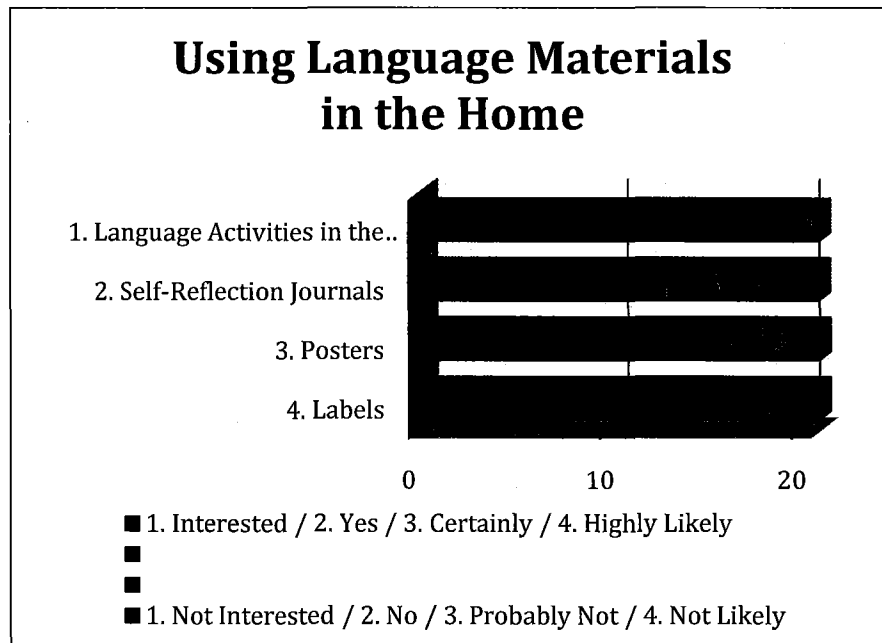 Using Language Materials
in the Home
1. Language Activities in the..
2. Self-Reflection Journals
3. Posters
4. Labels
0 10 20
■ 1. Interested / 2. Yes / 3. Certainly / 4. Highly Likely
■
■
■ 1. Not Interested / 2. No / 3. Probably Not / 4. Not Likely